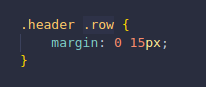 .header .row {
    margin: 0 15px;
}